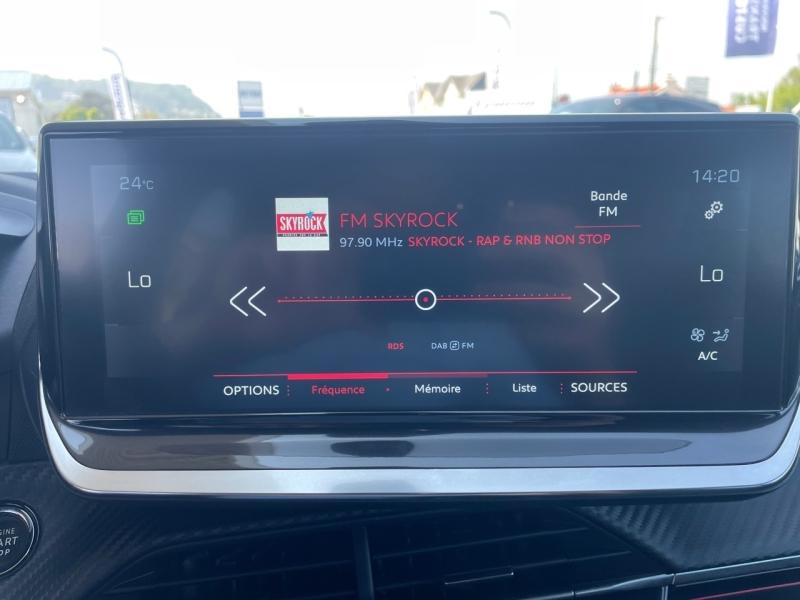 24°C
14:20
SKYROCK
FM SKYROCK
Bande
FM
97.90 MHz SKYROCK - RAP & RNB NON STOP
Lo
Lo
RDS
DAB FM
A/C
OPTIONS
Fréquence
Mémoire
Liste
SOURCES